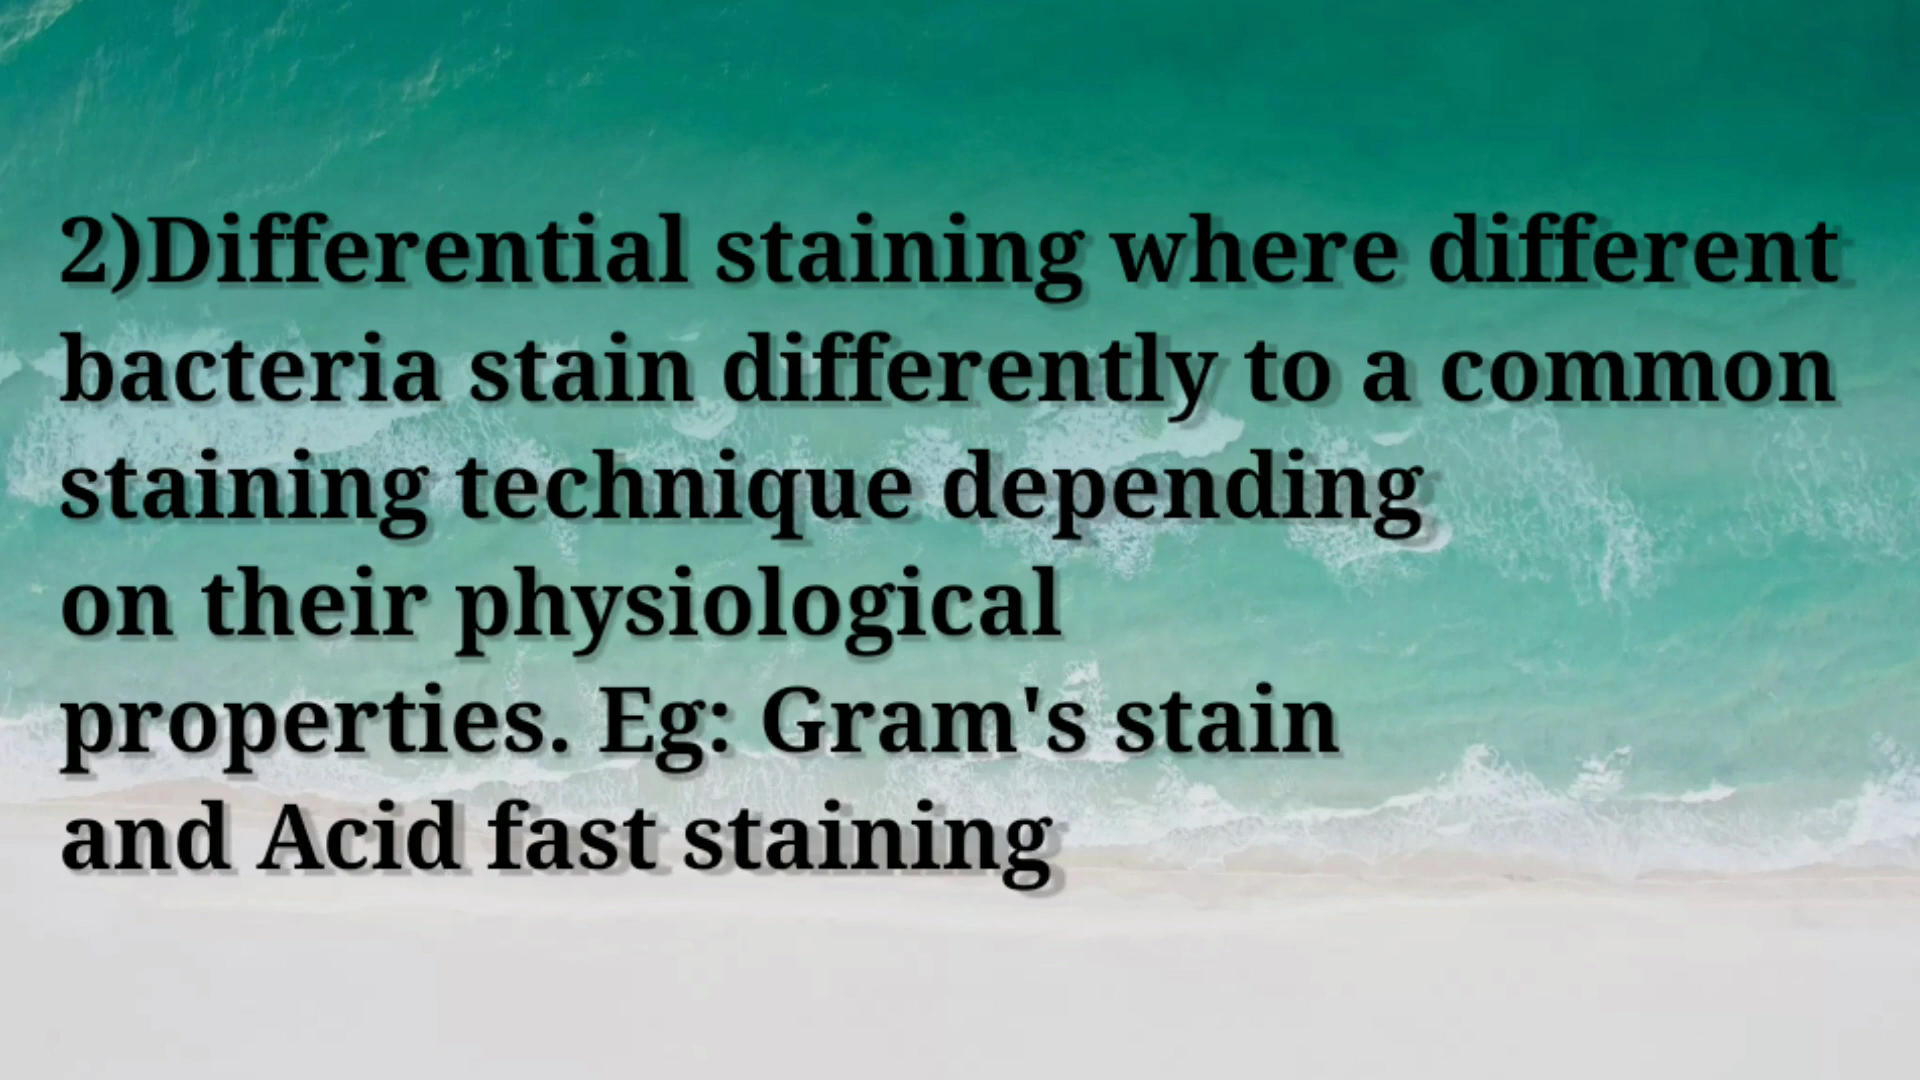 2)Differential staining where different
bacteria stain differently to a common
staining technique depending
on their physiological
properties. Eg: Gram's stain
and Acid fast staining